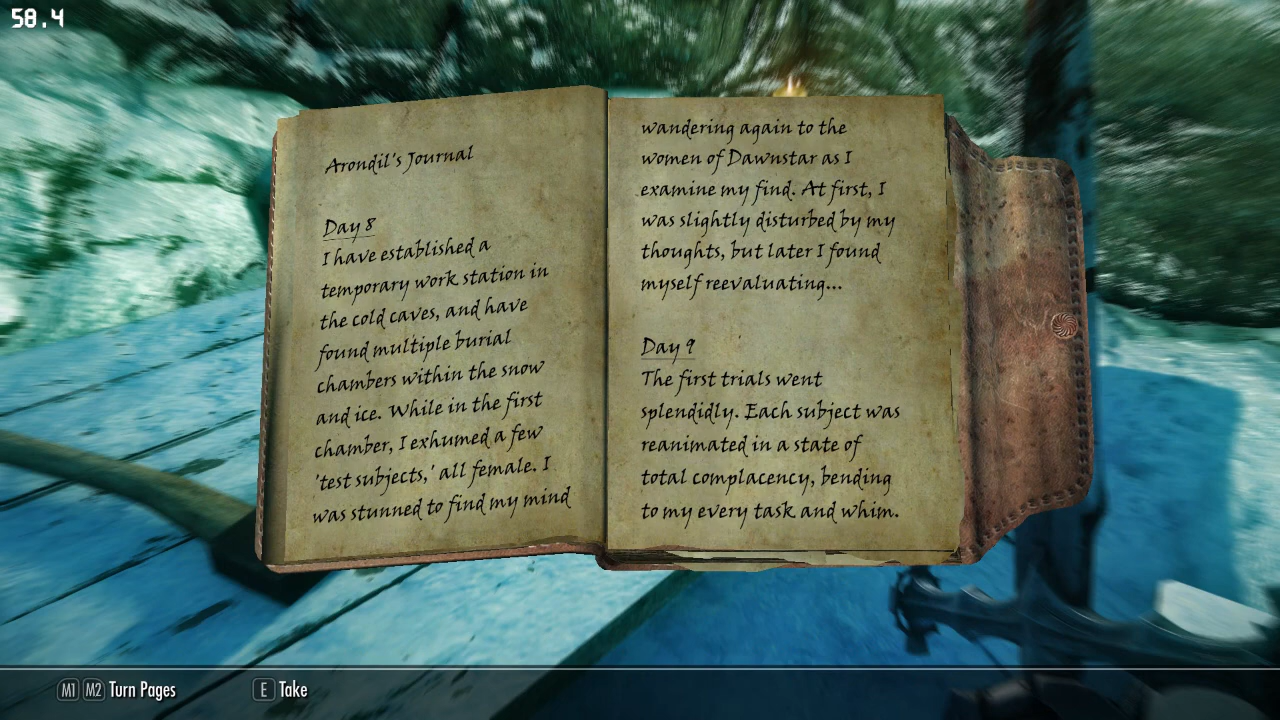 58.4
Arondil's Journal
Day 8
I have established a
temporary work station in
the cold caves, and have
found multiple burial
chambers within the snow
and ice. While in the first
chamber, I exhumed a few
'test subjects,' all female. I
was stunned to find my mind
wandering again to the
women of Dawnstar as I
examine my find. At first, I
was slightly disturbed by my
thoughts, but later I found
myself reevaluating...
Day 9
The first trials went
splendidly. Each subject was
reanimated in a state of
total complacency, bending
to my every task and whim.
M1 M2 Turn Pages E Take